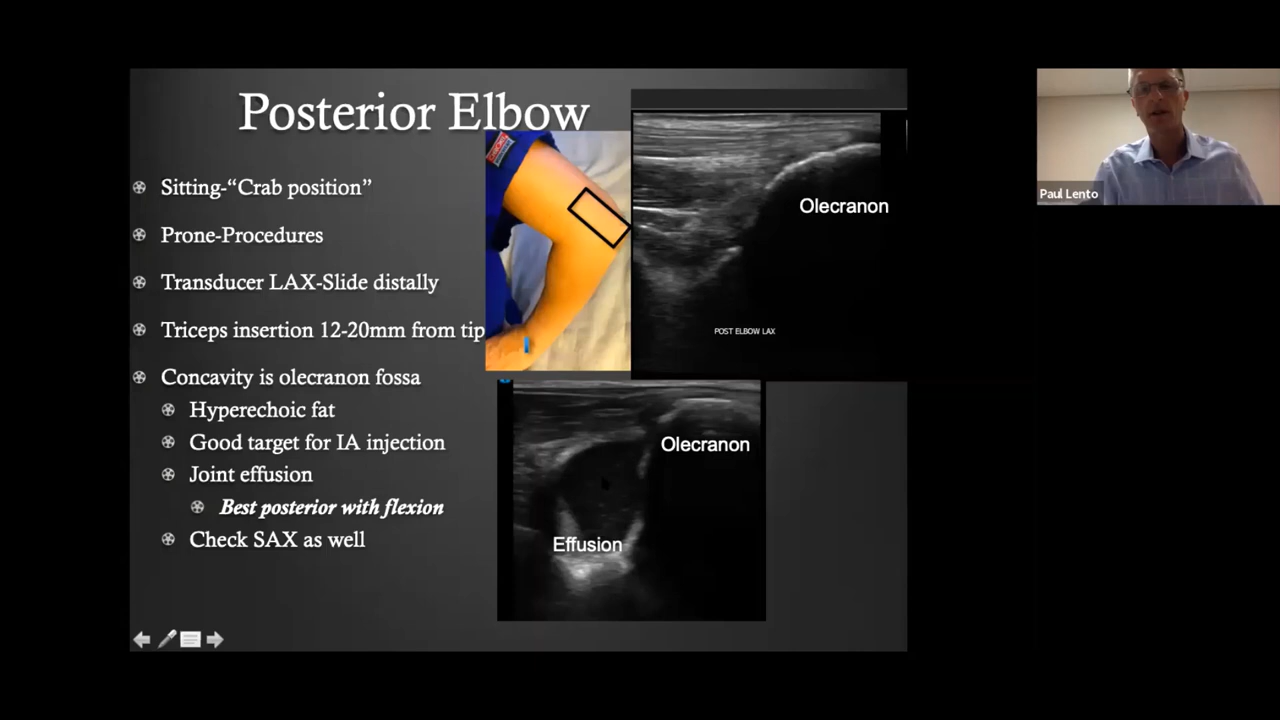 Posterior Elbow
Sitting-“Crab position”
Prone-Procedures
Transducer LAX-Slide distally
Triceps insertion 12-20mm from tip
Concavity is olecranon fossa
Hyperechoic fat
Good target for IA injection
Joint effusion
Best posterior with flexion
Check SAX as well
Olecranon
POST ELBOW LAX
Olecranon
Effusion
Paul Lento